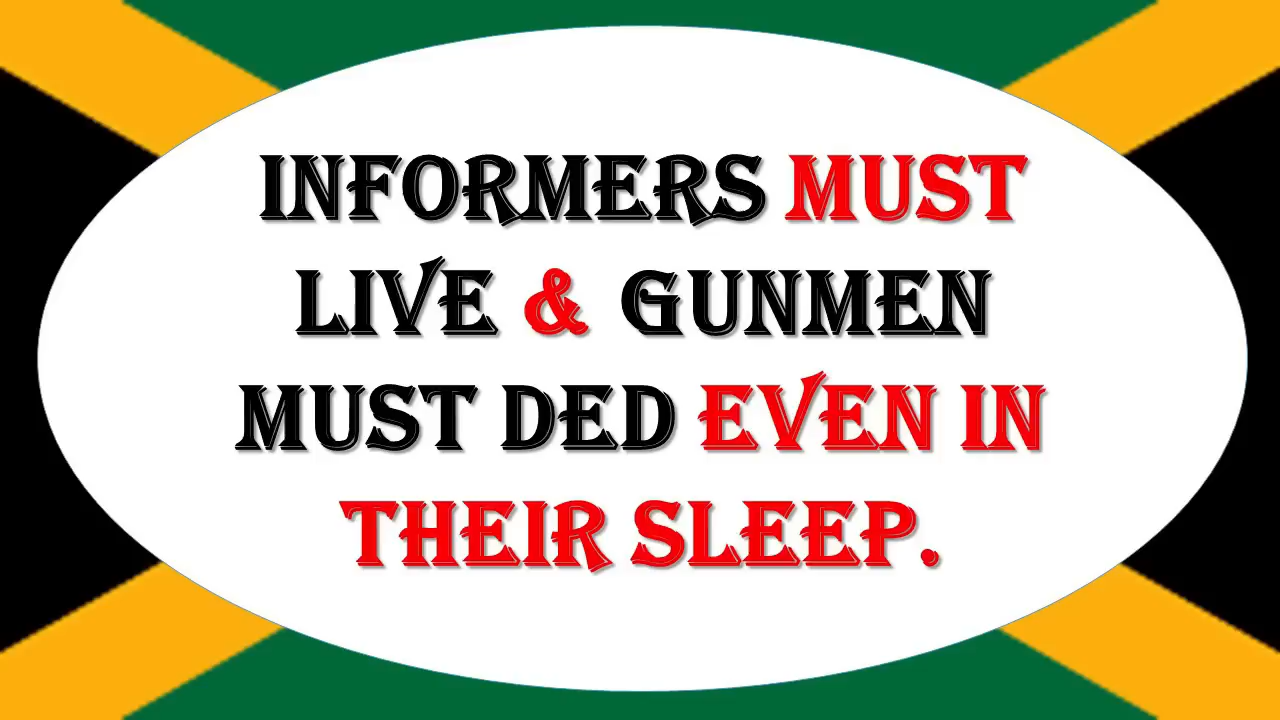 INFORMERS MUST
LIVE & GUNMEN
MUST DED EVEN IN
THEIR SLEEP.